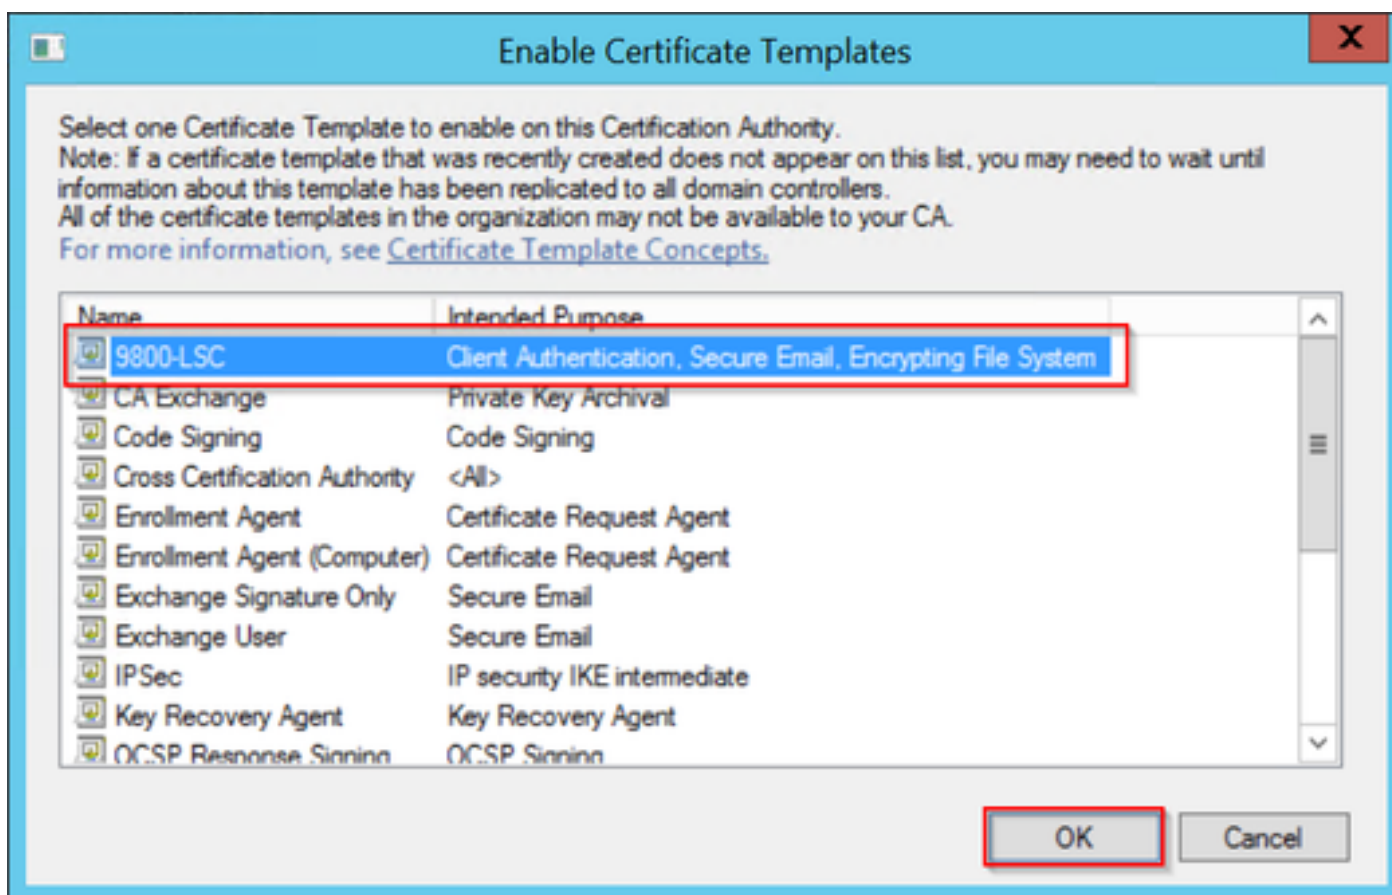 Enable Certificate Templates
X
Select one Certificate Template to enable on this Certification Authority.
Note: If a certificate template that was recently created does not appear on this list, you may need to wait until
information about this template has been replicated to all domain controllers.
All of the certificate templates in the organization may not be available to your CA.
For more information, see Certificate Template Concepts.
Name Intended Purpose
9800-LSC Client Authentication, Secure Email, Encrypting File System
CA Exchange Private Key Archival
Code Signing Code Signing
Cross Certification Authority <All>
Enrollment Agent Certificate Request Agent
Enrollment Agent (Computer) Certificate Request Agent
Exchange Signature Only Secure Email
Exchange User Secure Email
IPSec IP security IKE intermediate
Key Recovery Agent Key Recovery Agent
OCSP Response Signing OCSP Signing
OK Cancel